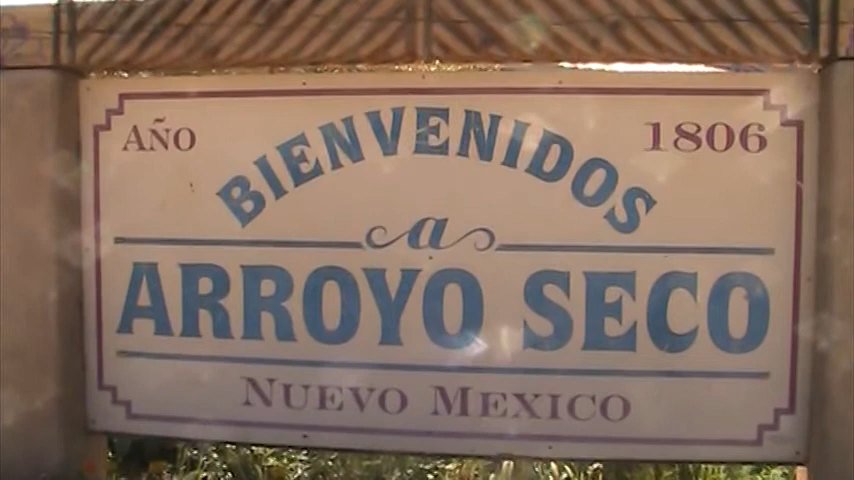 AÑO 1806
BIENVENIDOS
a
ARROYO SECO
NUEVO MEXICO